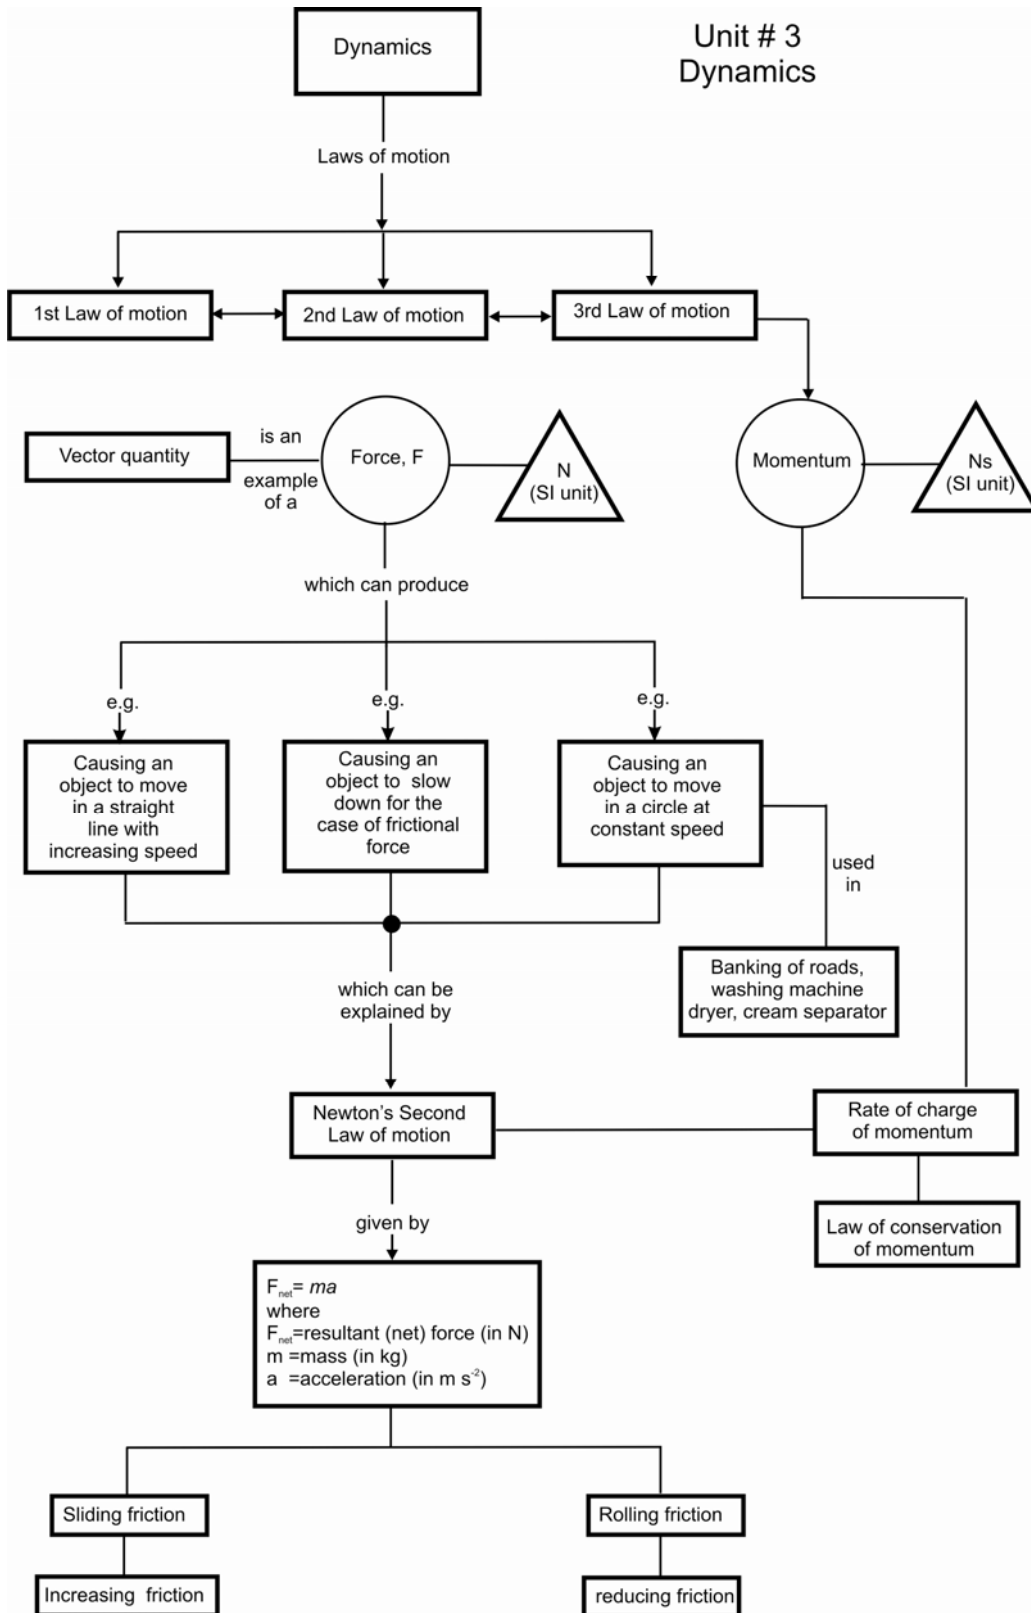 Dynamics
Unit # 3
Dynamics
Laws of motion
1st Law of motion
2nd Law of motion
3rd Law of motion
Vector quantity
is an
example
of a
Force, F
N
(SI unit)
Momentum
Ns
(SI unit)
which can produce
e.g.
e.g.
e.g.
Causing an
object to move
in a straight
line with
increasing speed
Causing an
object to slow
down for the
case of frictional
force
Causing an
object to move
in a circle at
constant speed
used
in
Banking of roads,
washing machine
dryer, cream separator
which can be
explained by
Newton's Second
Law of motion
Rate of charge
of momentum
given by
Law of conservation
of momentum
F_net= ma
where
F_net=resultant (net) force (in N)
m =mass (in kg)
a =acceleration (in m s⁻²)
Sliding friction
Rolling friction
Increasing friction
reducing friction